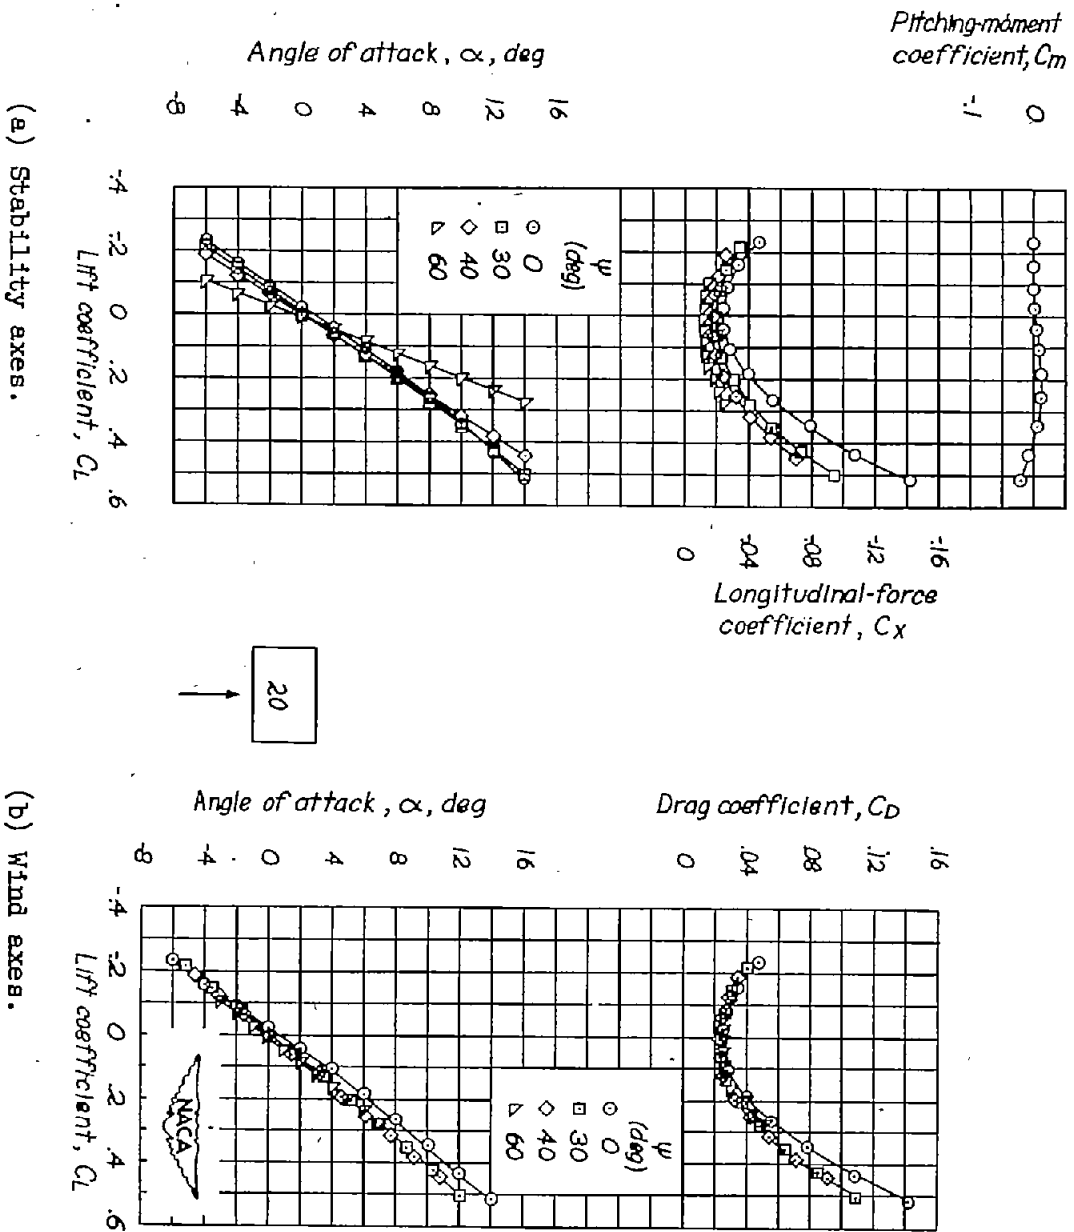 Pitching-moment
coefficient, Cm
0
-.1
Longitudinal-force
coefficient, CX
-.16
-.12
-.08
-.04
0
ψ
(deg)
0
30
40
60
Angle of attack, α, deg
16
12
8
4
0
-4
-8
-.4 -.2 0 .2 .4 .6
Lift coefficient, CL
(a) Stability axes.
20
Drag coefficient, CD
.16
.12
.08
.04
0
ψ
(deg)
0
30
40
60
Angle of attack, α, deg
16
12
8
4
0
-4
-8
-.4 -.2 0 .2 .4 .6
Lift coefficient, CL
NACA
(b) Wind axes.